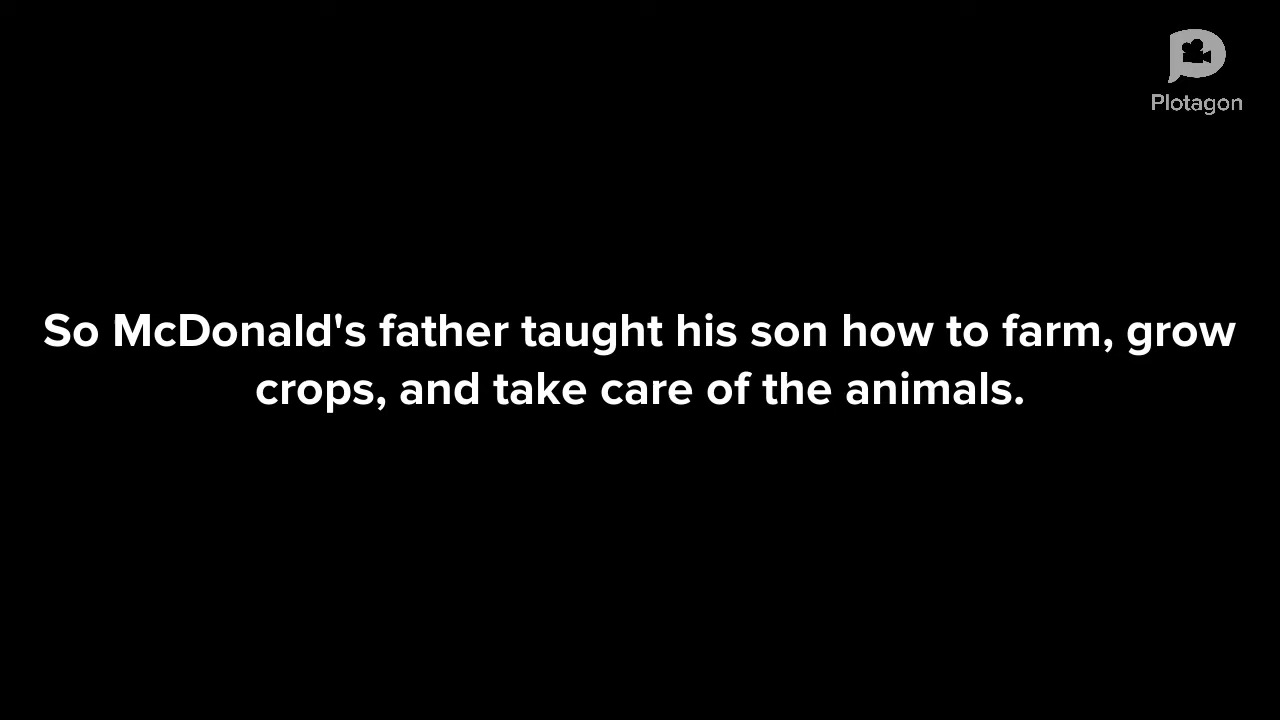 Plotagon
So McDonald's father taught his son how to farm, grow
crops, and take care of the animals.